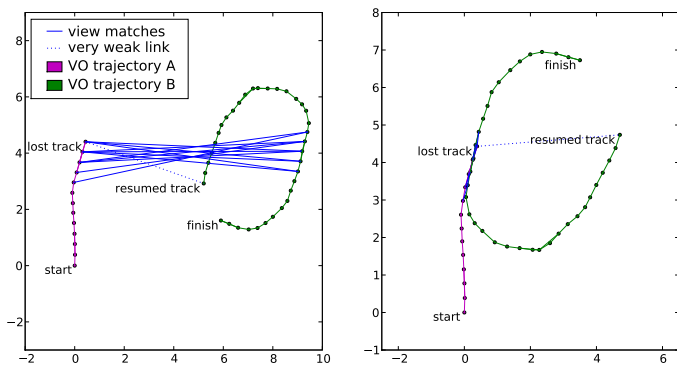 view matches
very weak link
VO trajectory A
VO trajectory B
lost track
resumed track
finish
start
8
6
4
2
0
−2
−2
0
2
4
6
8
10
finish
lost track
resumed track
start
8
7
6
5
4
3
2
1
0
−1
−2
0
2
4
6